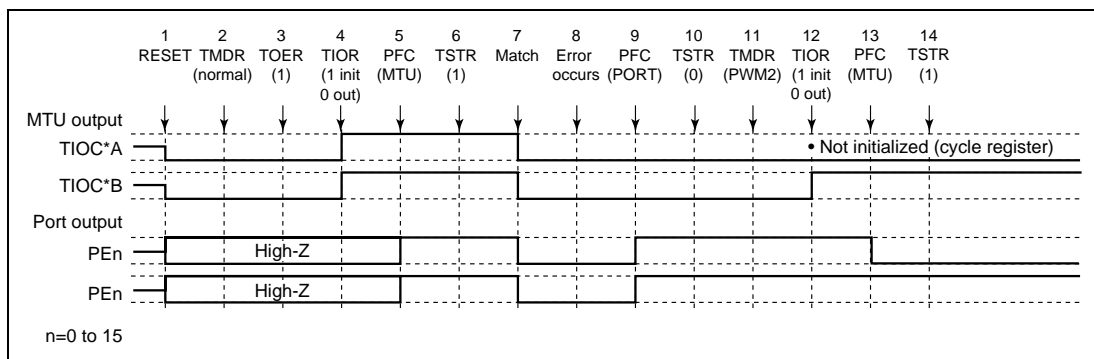 1 2 3 4 5 6 7 8 9 10 11 12 13 14
RESET TMDR TOER TIOR PFC TSTR Match Error PFC TSTR TMDR TIOR PFC TSTR
(normal) (1) (1 init (MTU) (1) occurs (PORT) (0) (PWM2) (1 init (MTU) (1)
0 out) 0 out)
MTU output
TIOC*A • Not initialized (cycle register)
TIOC*B
Port output
PEn High-Z
PEn High-Z
n=0 to 15